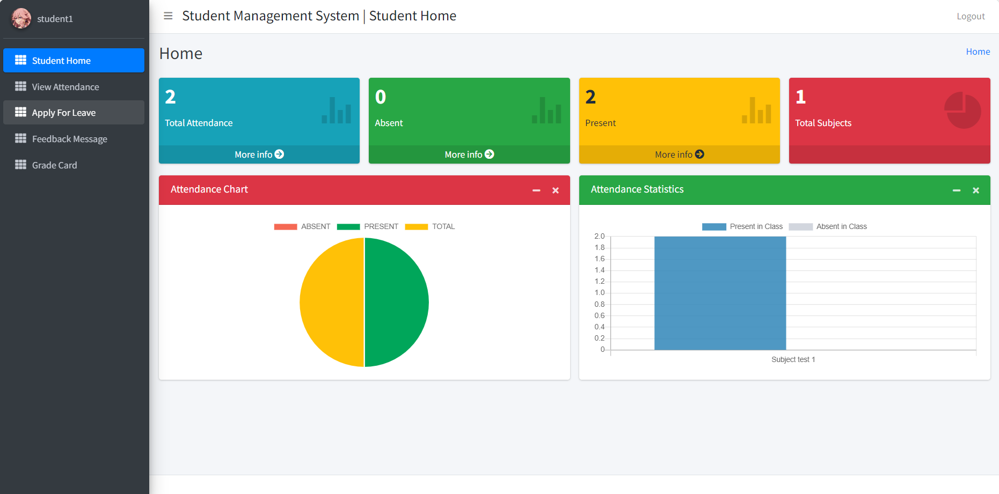 student1
Student Home
View Attendance
Apply For Leave
Feedback Message
Grade Card
Student Management System | Student Home
Logout
Home
Home
2
Total Attendance
More info
0
Absent
More info
2
Present
More info
1
Total Subjects
Attendance Chart
ABSENT PRESENT TOTAL
Attendance Statistics
Present in Class Absent in Class
2.0
1.8
1.6
1.4
1.2
1.0
0.8
0.6
0.4
0.2
0
Subject test 1